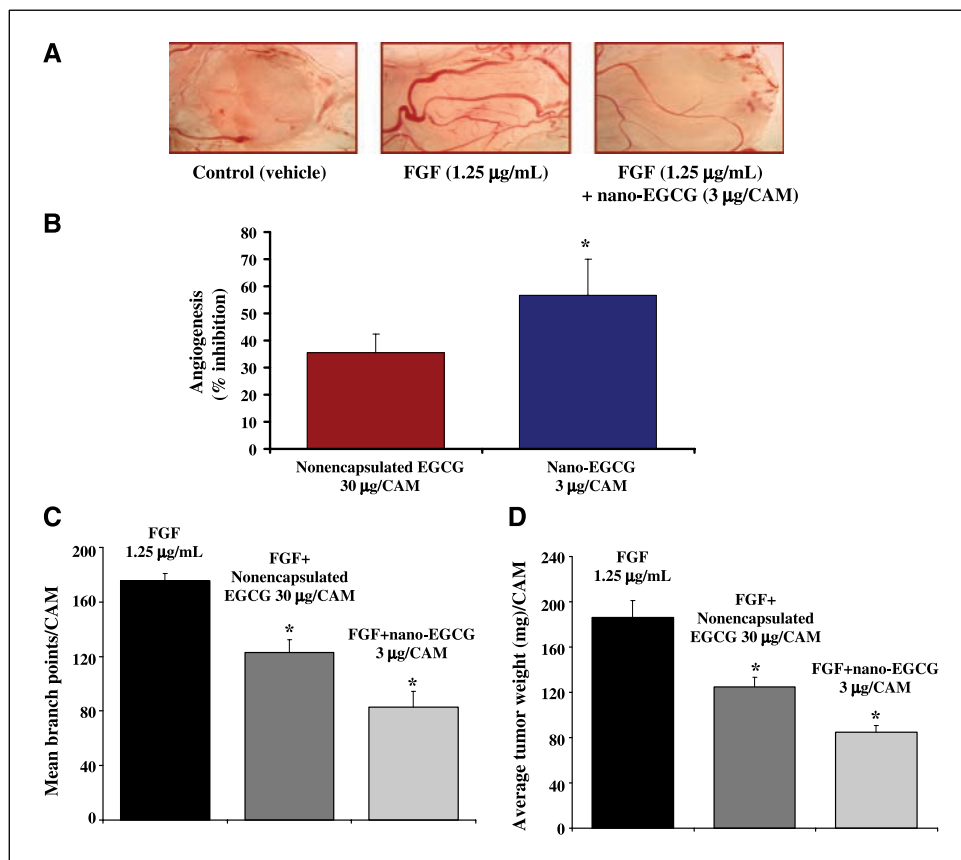 A
Control (vehicle)
FGF (1.25 µg/mL)
FGF (1.25 µg/mL)
+ nano-EGCG (3 µg/CAM)
B
Angiogenesis
(% inhibition)
80
70
60
50
40
30
20
10
0
*
Nonencapsulated EGCG
30 µg/CAM
Nano-EGCG
3 µg/CAM
C
Mean branch points/CAM
200
160
120
80
40
0
FGF
1.25 µg/mL
FGF+
Nonencapsulated
EGCG 30 µg/CAM
*
FGF+nano-EGCG
3 µg/CAM
*
D
Average tumor weight (mg)/CAM
240
200
160
120
80
40
0
FGF
1.25 µg/mL
FGF+
Nonencapsulated
EGCG 30 µg/CAM
*
FGF+nano-EGCG
3 µg/CAM
*